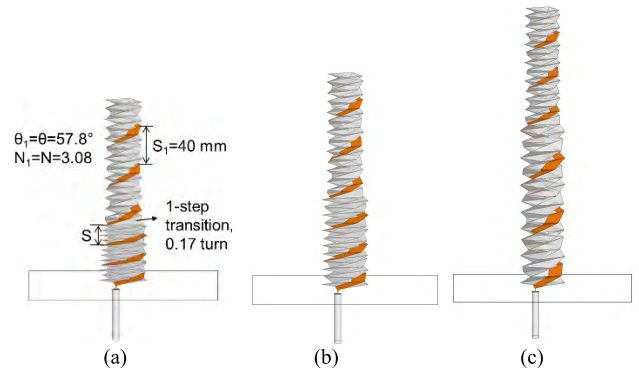 θ₁=θ=57.8°
N₁=N=3.08
S₁=40 mm
1-step
transition,
0.17 turn
S
(a)
(b)
(c)